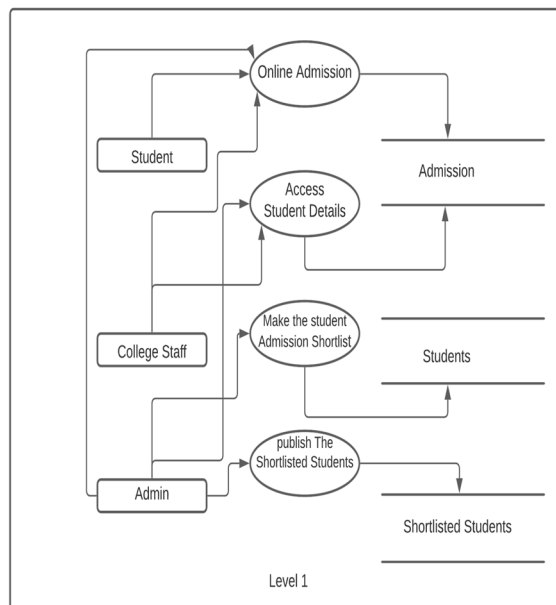 Online Admission
Student
Admission
Access
Student Details
College Staff
Make the student
Admission Shortlist
Students
publish The
Shortlisted Students
Admin
Shortlisted Students
Level 1